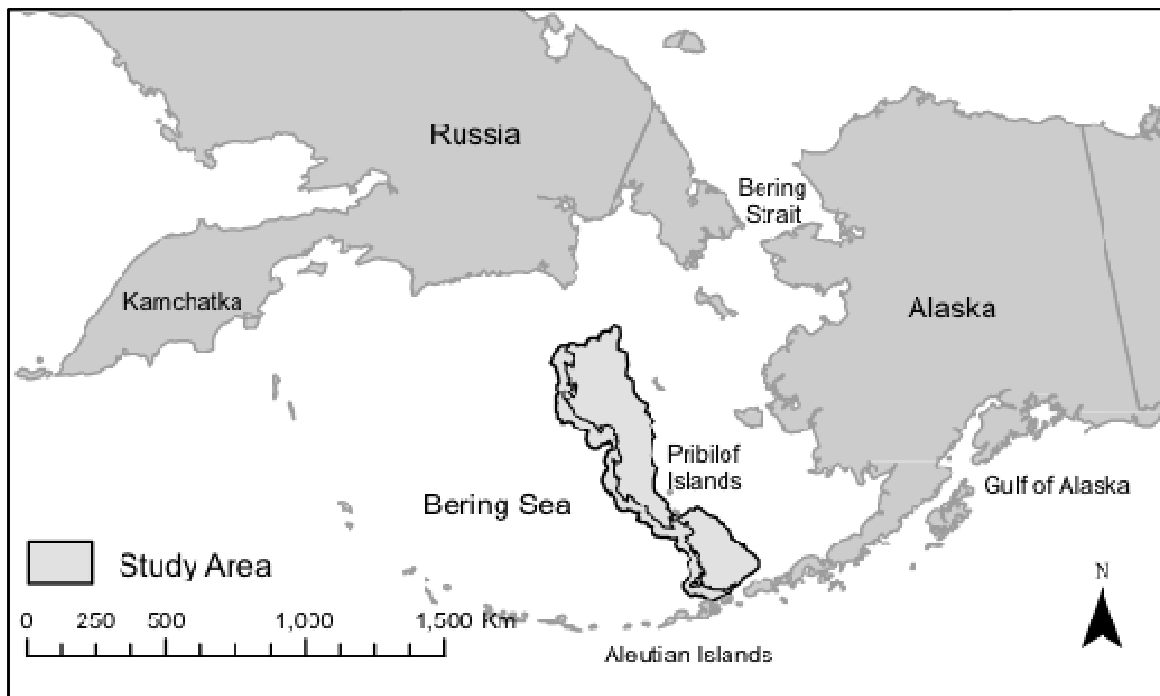 Russia
Bering
Strait
Kamchatka
Alaska
Pribilof
Islands
Gulf of Alaska
Bering Sea
Study Area
N
0 250 500 1,000 1,500 Km
Aleutian Islands